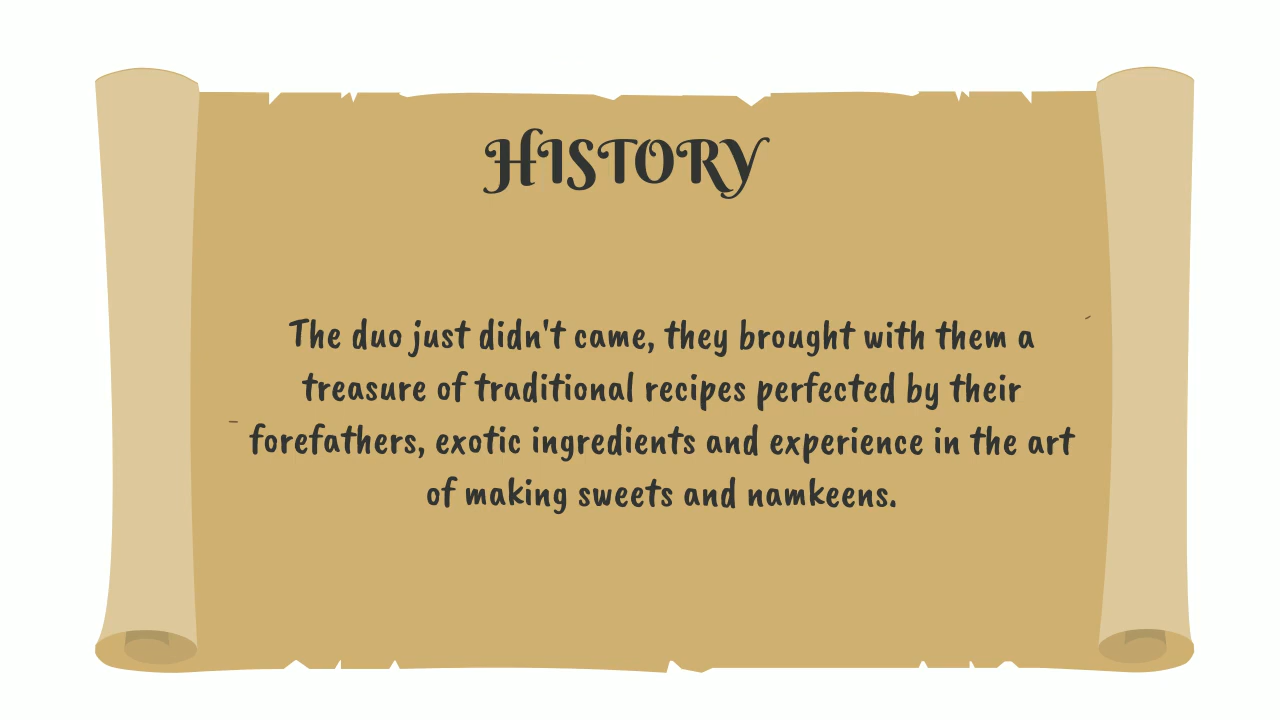 HISTORY
The duo just didn't came, they brought with them a
treasure of traditional recipes perfected by their
forefathers, exotic ingredients and experience in the art
of making sweets and namkeens.